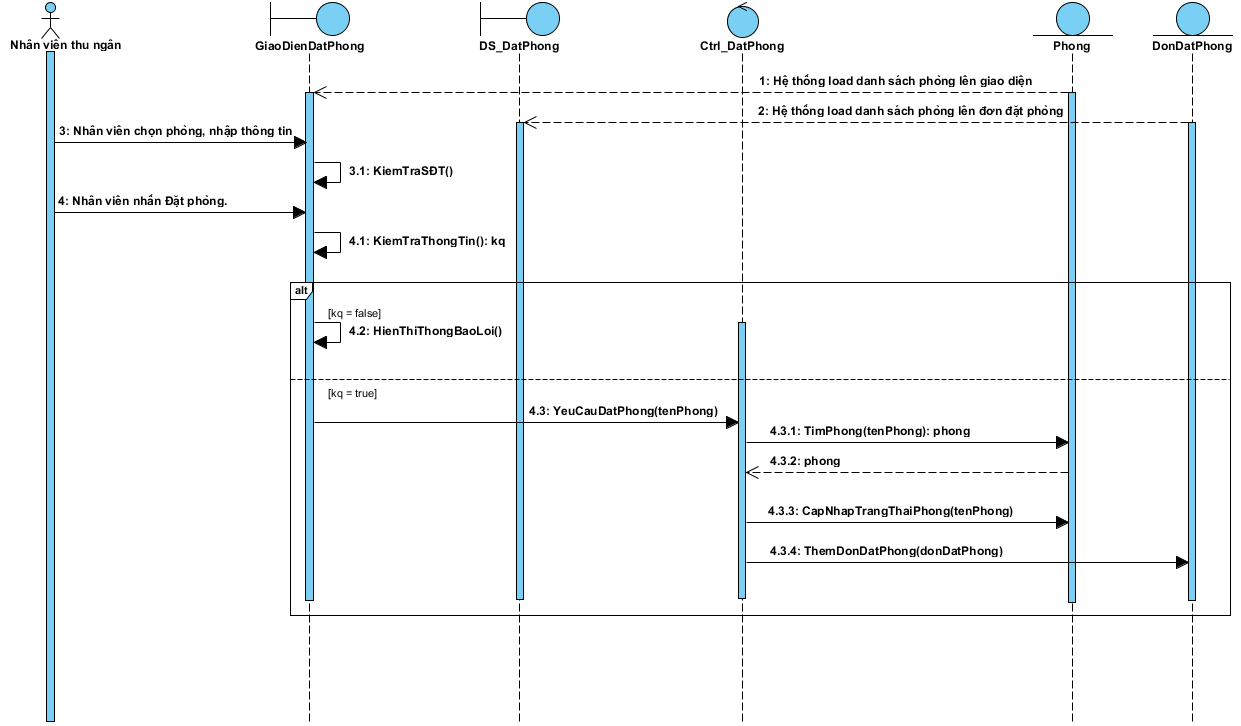 Nhân viên thu ngân
GiaoDienDatPhong
DS_DatPhong
Ctrl_DatPhong
Phong
DonDatPhong
1: Hệ thống load danh sách phòng lên giao diện
2: Hệ thống load danh sách phòng lên đơn đặt phòng
3: Nhân viên chọn phòng, nhập thông tin
3.1: KiemTraSĐT()
4: Nhân viên nhấn Đặt phòng.
4.1: KiemTraThongTin(): kq
alt
[kq = false]
4.2: HienThiThongBaoLoi()
[kq = true]
4.3: YeuCauDatPhong(tenPhong)
4.3.1: TimPhong(tenPhong): phong
4.3.2: phong
4.3.3: CapNhapTrangThaiPhong(tenPhong)
4.3.4: ThemDonDatPhong(donDatPhong)